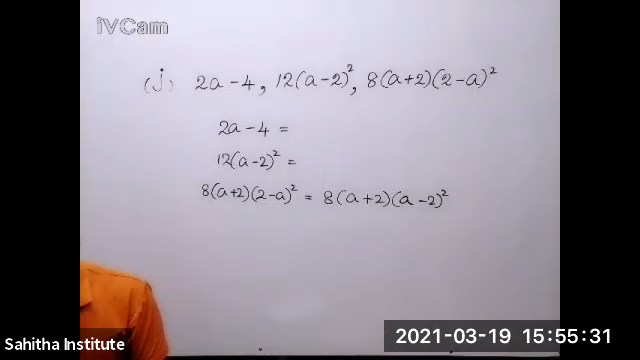 iVCam
(j) 2a - 4, 12(a-2)², 8(a+2)(2-a)²
2a - 4 =
12(a-2)² =
8(a+2)(2-a)² = 8(a+2)(a-2)²
Sahitha Institute
2021-03-19 15:55:31